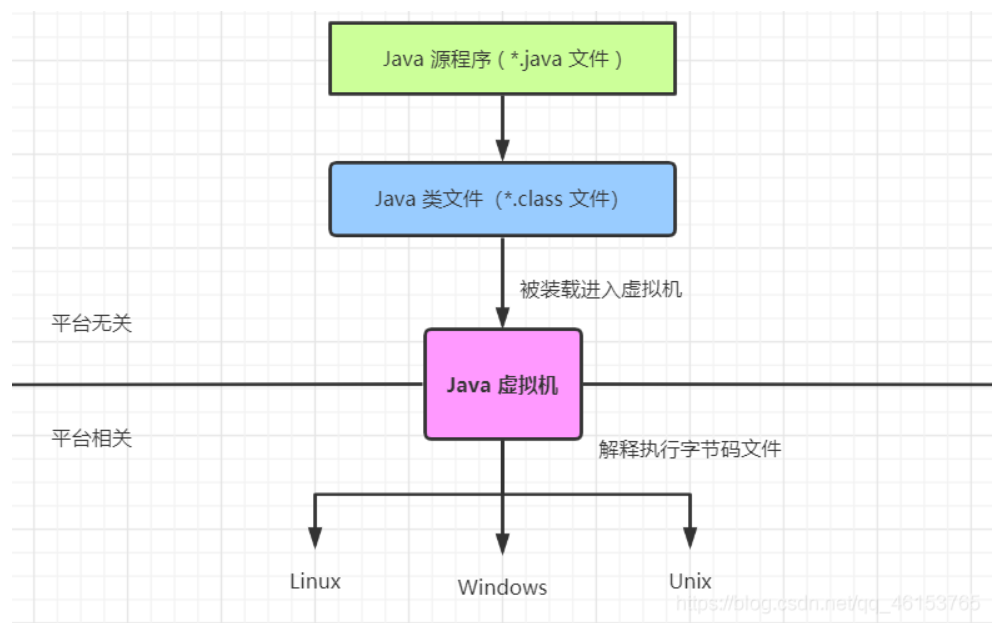 Java 源程序 ( *.java 文件 )
Java 类文件（*.class 文件）
被装载进入虚拟机
平台无关
Java 虚拟机
平台相关
解释执行字节码文件
Linux
Windows
Unix
https://blog.csdn.net/qq_46153765